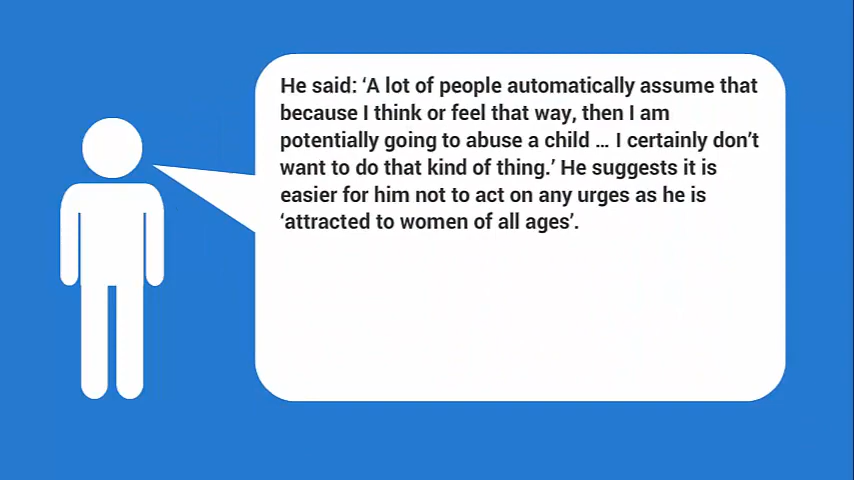 He said: ‘A lot of people automatically assume that
because I think or feel that way, then I am
potentially going to abuse a child ... I certainly don’t
want to do that kind of thing.’ He suggests it is
easier for him not to act on any urges as he is
‘attracted to women of all ages’.